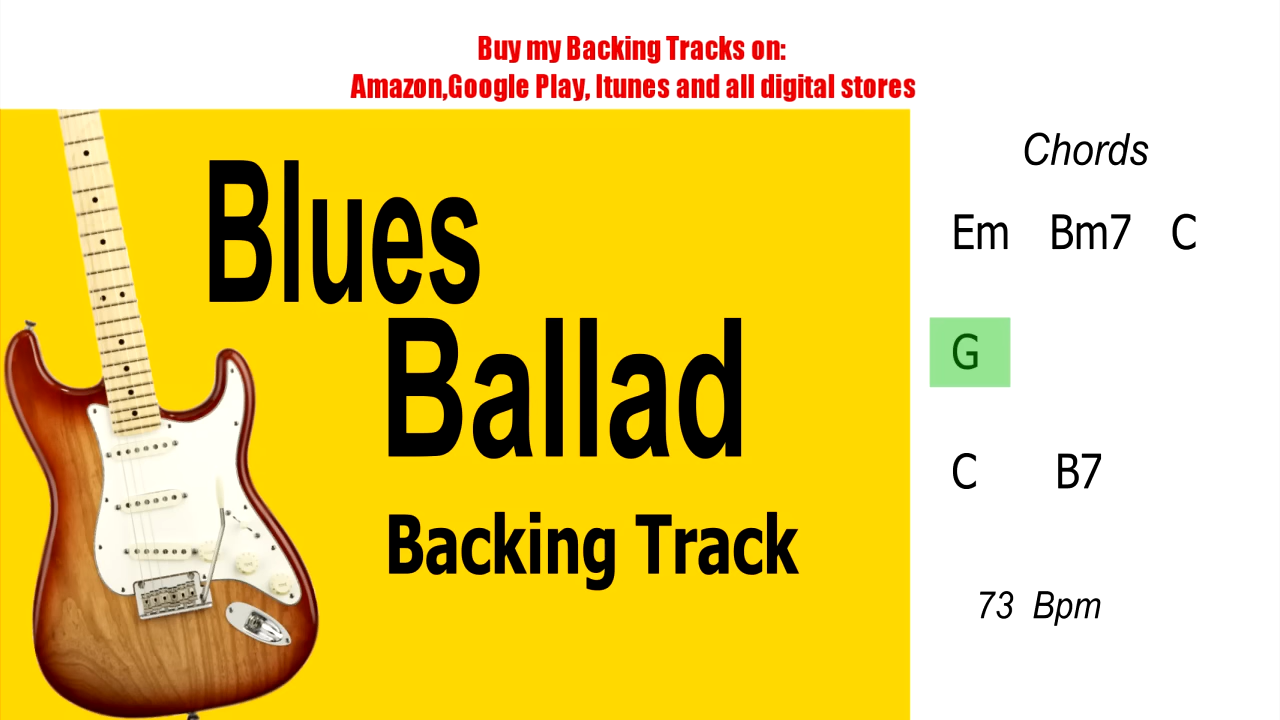 Buy my Backing Tracks on:
Amazon,Google Play, Itunes and all digital stores
Blues
Ballad
Backing Track
Chords
Em Bm7 C
G
C B7
73 Bpm